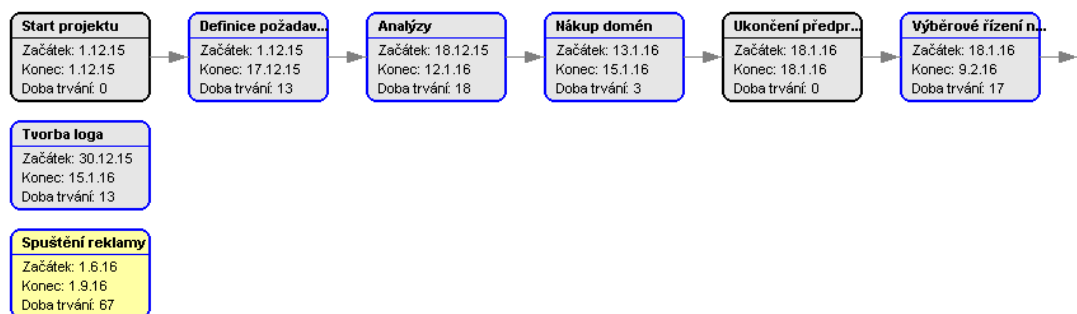 Start projektu
Začátek: 1.12.15
Konec: 1.12.15
Doba trvání: 0
Definice požadav...
Začátek: 1.12.15
Konec: 17.12.15
Doba trvání: 13
Analýzy
Začátek: 18.12.15
Konec: 12.1.16
Doba trvání: 18
Nákup domén
Začátek: 13.1.16
Konec: 15.1.16
Doba trvání: 3
Ukončení předpr...
Začátek: 18.1.16
Konec: 18.1.16
Doba trvání: 0
Výběrové řízení n...
Začátek: 18.1.16
Konec: 9.2.16
Doba trvání: 17
Tvorba loga
Začátek: 30.12.15
Konec: 15.1.16
Doba trvání: 13
Spuštění reklamy
Začátek: 1.6.16
Konec: 1.9.16
Doba trvání: 67